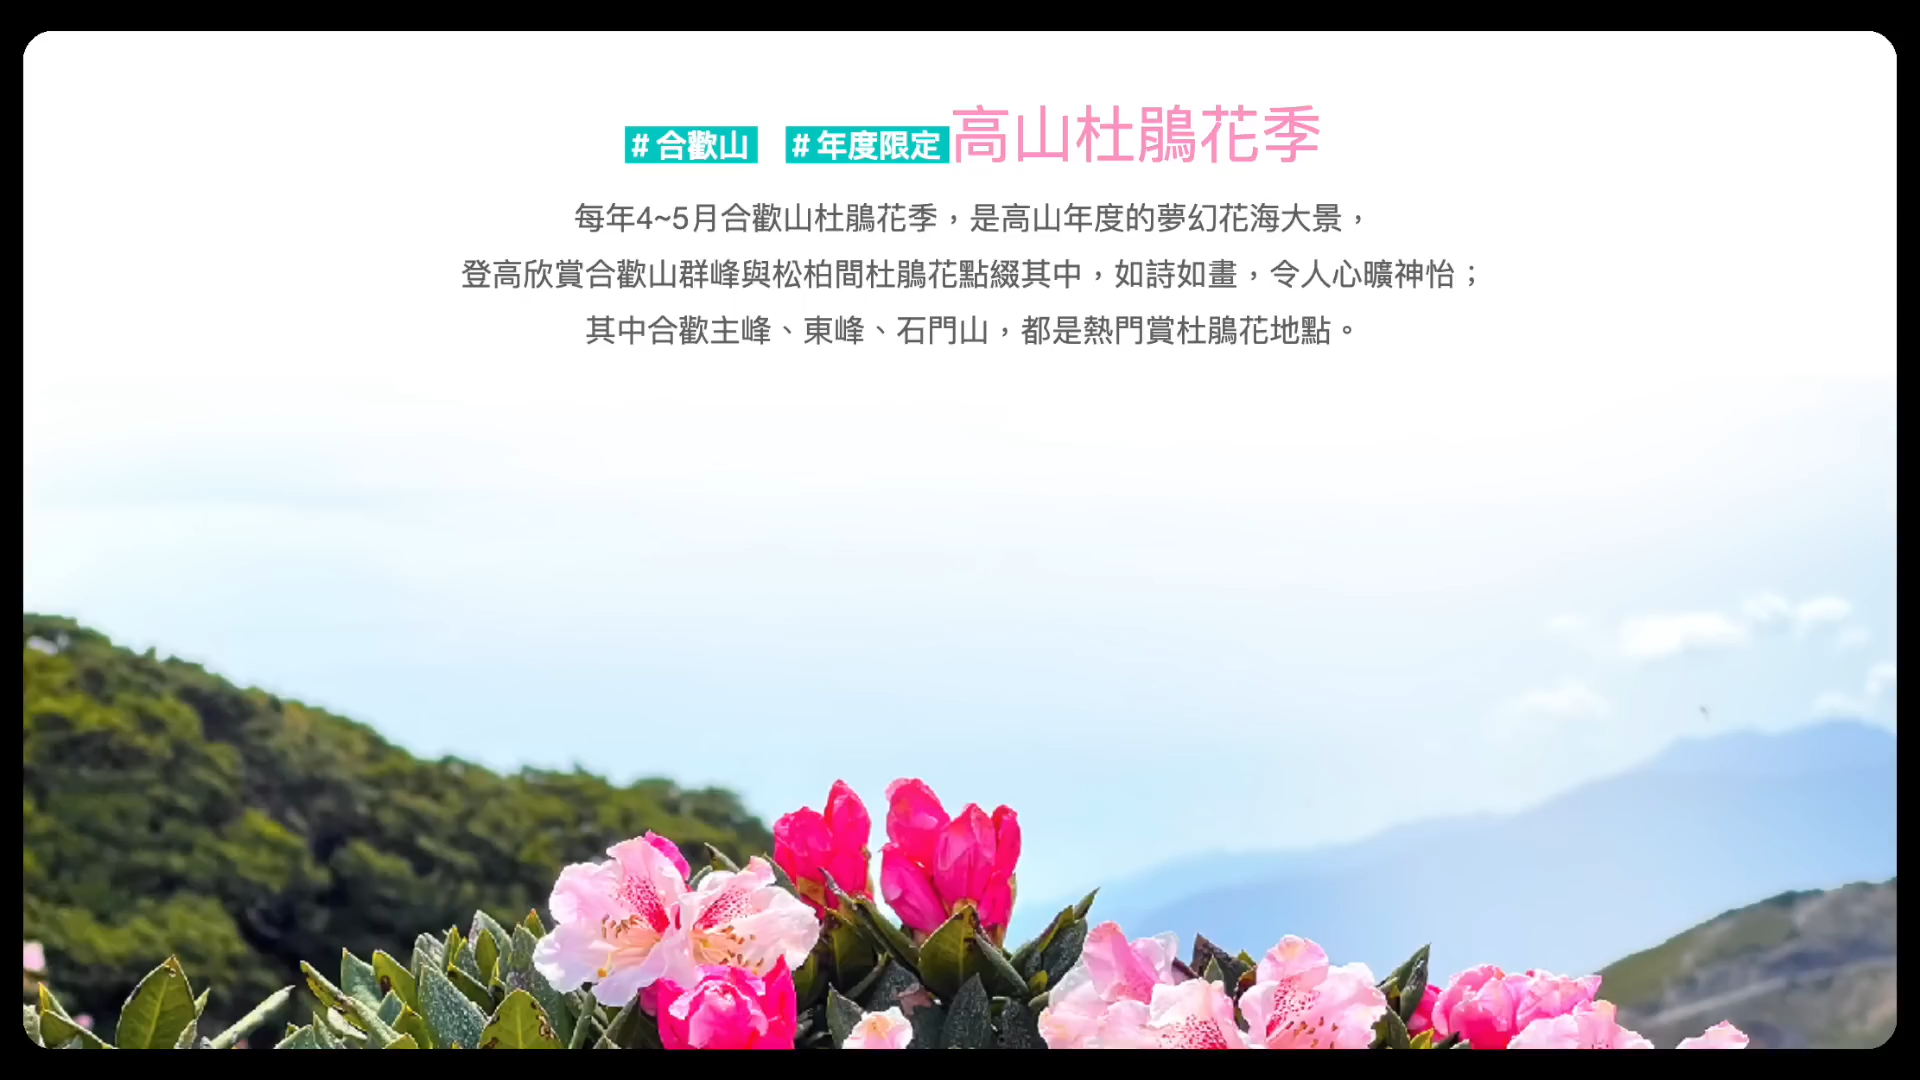 # 合歡山 # 年度限定 高山杜鵑花季
每年4~5月合歡山杜鵑花季，是高山年度的夢幻花海大景，
登高欣賞合歡山群峰與松柏間杜鵑花點綴其中，如詩如畫，令人心曠神怡；
其中合歡主峰、東峰、石門山，都是熱門賞杜鵑花地點。